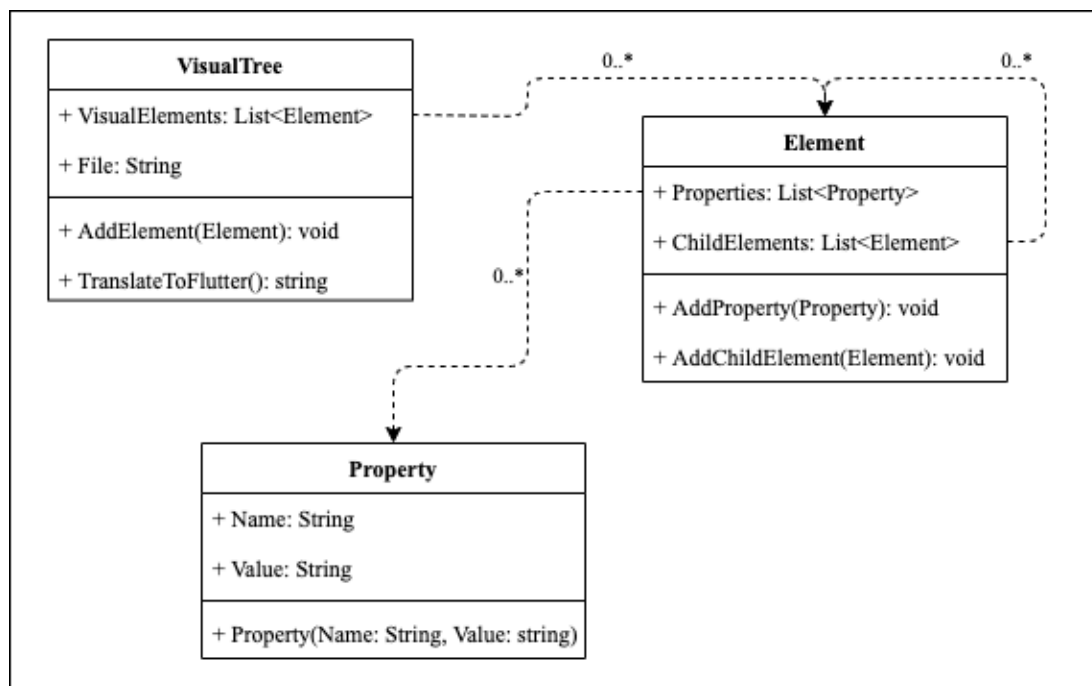 VisualTree
+ VisualElements: List<Element>
+ File: String
+ AddElement(Element): void
+ TranslateToFlutter(): string
0..*
0..*
Element
+ Properties: List<Property>
+ ChildElements: List<Element>
+ AddProperty(Property): void
+ AddChildElement(Element): void
0..*
Property
+ Name: String
+ Value: String
+ Property(Name: String, Value: string)